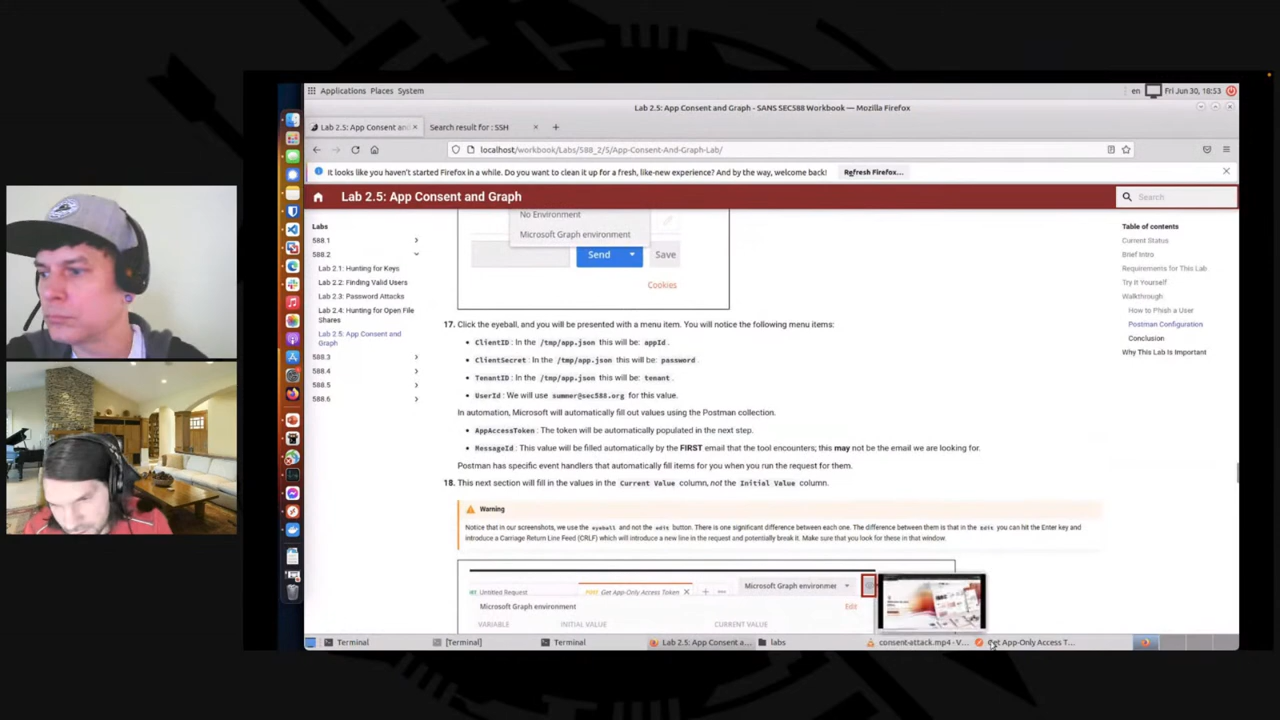 Applications Places System
en
Fri Jun 30, 18:53
Lab 2.5: App Consent and Graph - SANS SEC588 Workbook — Mozilla Firefox
Lab 2.5: App Consent and
Search result for : SSH
localhost/workbook/Labs/588_2/5/App-Consent-And-Graph-Lab/
It looks like you haven't started Firefox in a while. Do you want to clean it up for a fresh, like-new experience? And by the way, welcome back!
Refresh Firefox...
Lab 2.5: App Consent and Graph
Search
Labs
588.1
588.2
Lab 2.1: Hunting for Keys
Lab 2.2: Finding Valid Users
Lab 2.3: Password Attacks
Lab 2.4: Hunting for Open File
Shares
Lab 2.5: App Consent and
Graph
588.3
588.4
588.5
588.6
No Environment
Microsoft Graph environment
Send
Save
Cookies
17. Click the eyeball, and you will be presented with a menu item. You will notice the following menu items:
• ClientID: In the /tmp/app.json this will be: appId.
• ClientSecret: In the /tmp/app.json this will be: password.
• TenantID: In the /tmp/app.json this will be: tenant.
• UserId: We will use summer@sec588.org for this value.
In automation, Microsoft will automatically fill out values using the Postman collection.
• AppAccessToken: The token will be automatically populated in the next step.
• MessageId: This value will be filled automatically by the FIRST email that the tool encounters; this may not be the email we are looking for.
Postman has specific event handlers that automatically fill items for you when you run the request for them.
18. This next section will fill in the values in the Current Value column, not the Initial Value column.
Warning
Notice that in our screenshots, we use the eyeball and not the edit button. There is one significant difference between each one. The difference between them is that in the Edit you can hit the Enter key and
introduce a Carriage Return Line Feed (CRLF) which will introduce a new line in the request and potentially break it. Make sure that you look for these in that window.
Untitled Request
Get App-Only Access Token
Microsoft Graph environmer
Microsoft Graph environment
Edit
VARIABLE
INITIAL VALUE
CURRENT VALUE
Table of contents
Current Status
Brief Intro
Requirements for This Lab
Try It Yourself
Walkthrough
How to Phish a User
Postman Configuration
Conclusion
Why This Lab Is Important
Terminal
[Terminal]
Terminal
Lab 2.5: App Consent a...
labs
consent-attack.mp4 - V...
Get App-Only Access T...